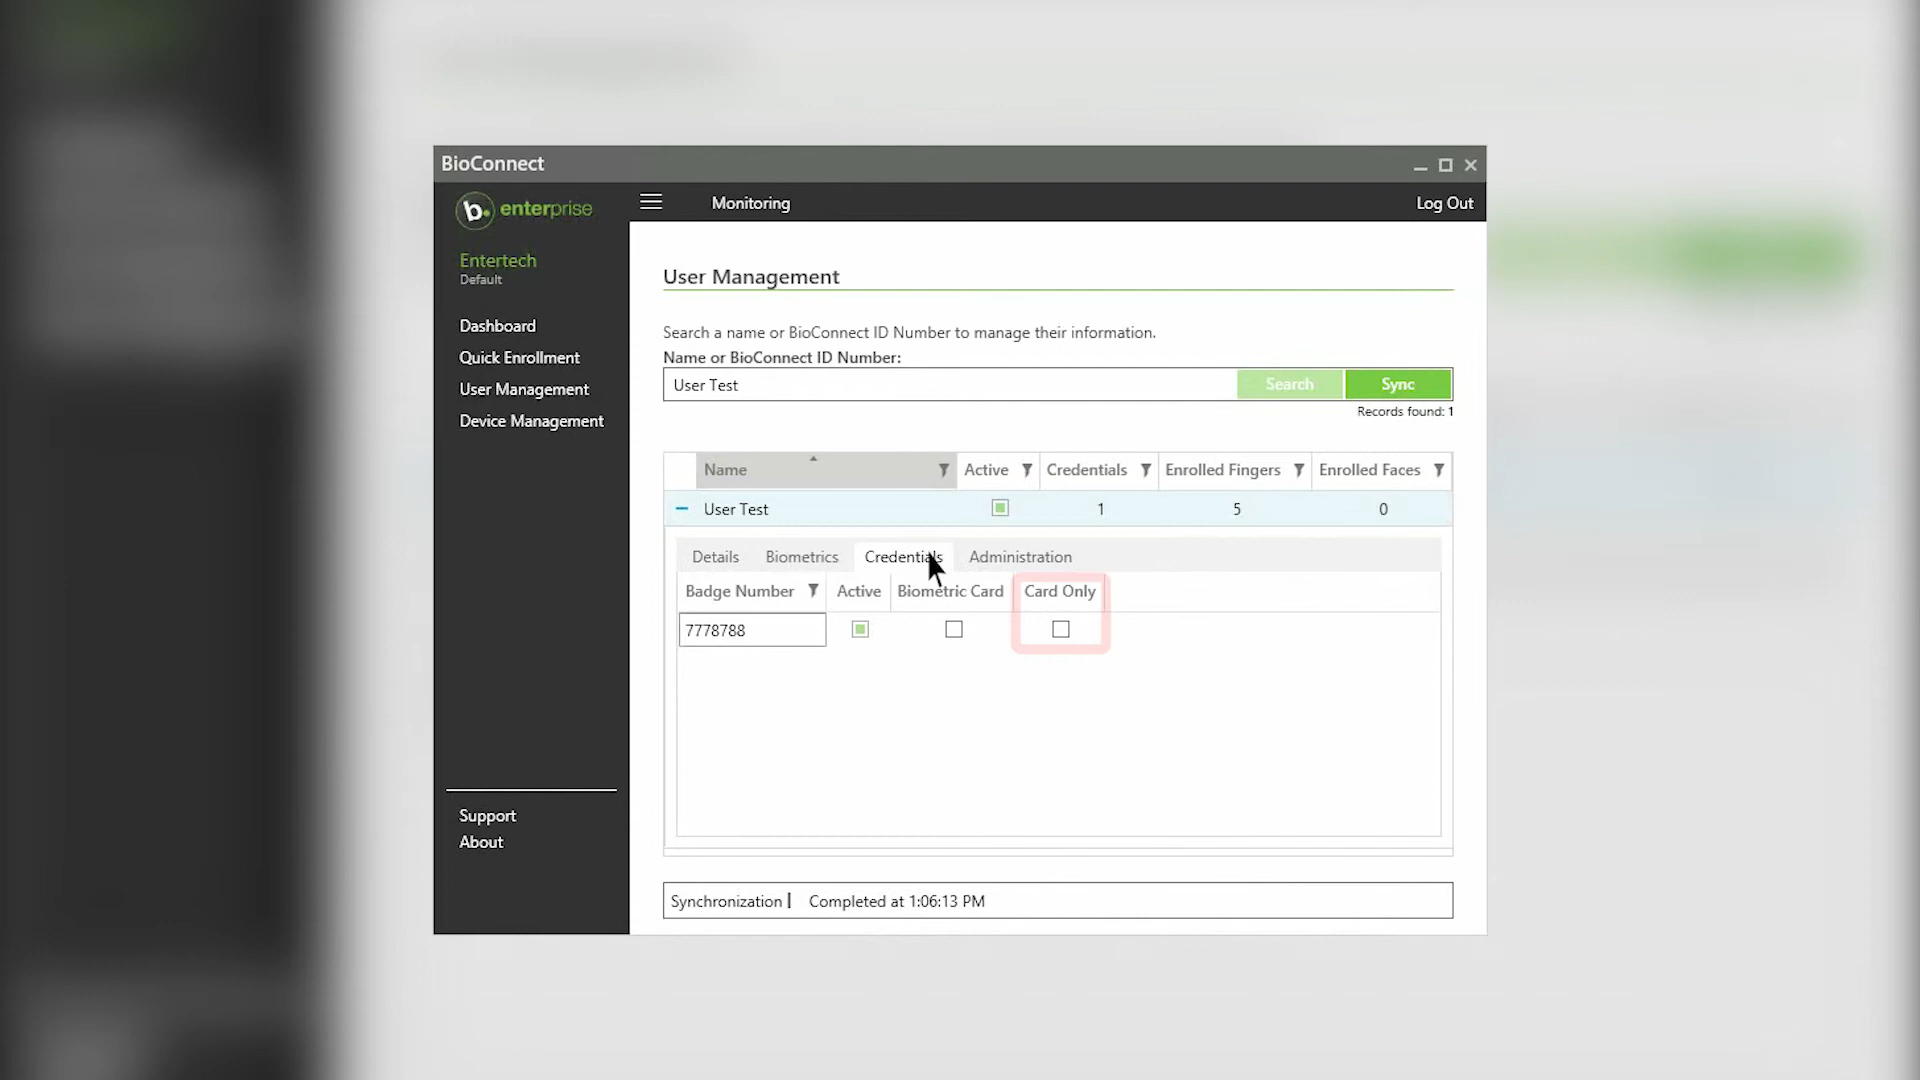 BioConnect
b. enterprise
Monitoring
Log Out
Entertech
Default
Dashboard
Quick Enrollment
User Management
Device Management
Support
About
User Management
Search a name or BioConnect ID Number to manage their information.
Name or BioConnect ID Number:
User Test
Search
Sync
Records found: 1
Name Active Credentials Enrolled Fingers Enrolled Faces
User Test 1 5 0
Details Biometrics Credentials Administration
Badge Number Active Biometric Card Card Only
7778788
Synchronization | Completed at 1:06:13 PM